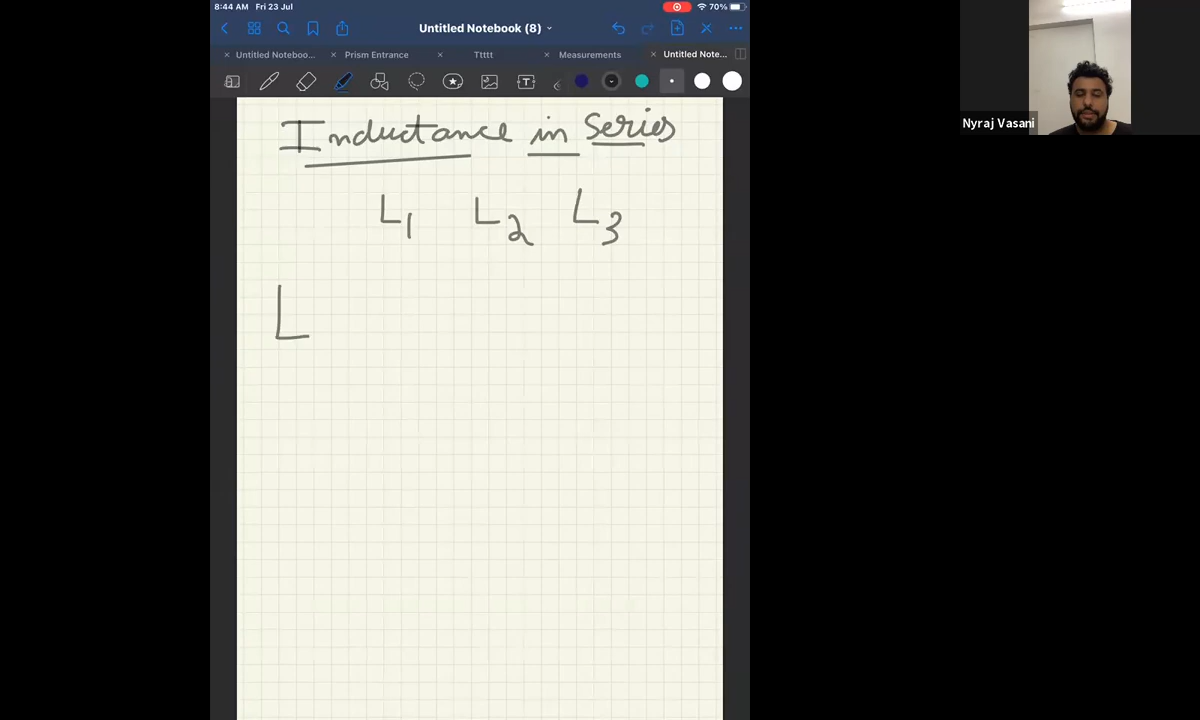 8:44 AM Fri 23 Jul 70%
Untitled Notebook (8)
Untitled Noteboo... Prism Entrance Ttttt Measurements Untitled Note...
T
Inductance in Series
L1 L2 L3
L
Nyraj Vasani